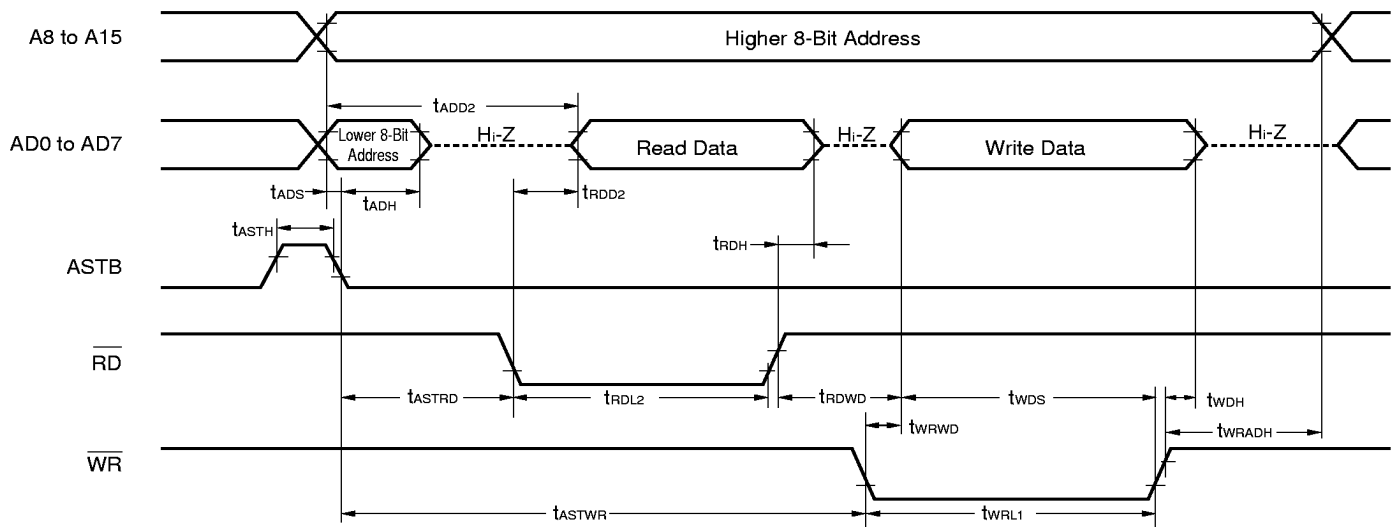 A8 to A15
Higher 8-Bit Address
tADD2
AD0 to AD7
Lower 8-Bit
Address
Hi-Z
Read Data
Hi-Z
Write Data
Hi-Z
tADS
tADH
tRDD2
tASTH
tRDH
ASTB
RD
tASTRD
tRDL2
tRDWD
tWDS
tWDH
tWRWD
tWRADH
WR
tASTWR
tWRL1